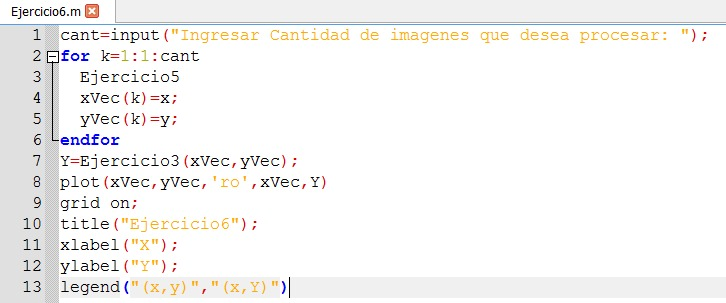 Ejercicio6.m
1 cant=input("Ingresar Cantidad de imagenes que desea procesar: ");
2 for k=1:1:cant
3 Ejercicio5
4 xVec(k)=x;
5 yVec(k)=y;
6 endfor
7 Y=Ejercicio3(xVec,yVec);
8 plot(xVec,yVec,'ro',xVec,Y)
9 grid on;
10 title("Ejercicio6");
11 xlabel("X");
12 ylabel("Y");
13 legend("(x,y)","(x,Y)")